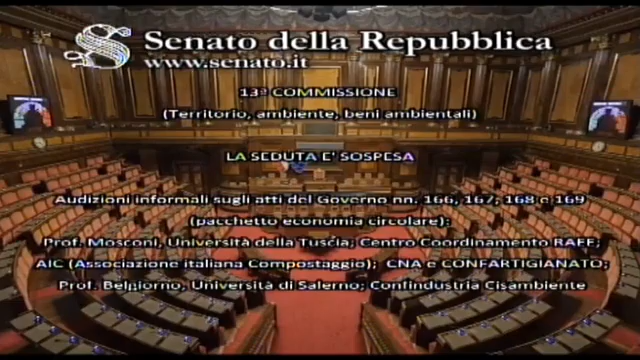 Senato della Repubblica
www.senato.it
13ª COMMISSIONE
(Territorio, ambiente, beni ambientali)
LA SEDUTA E' SOSPESA
Audizioni informali sugli atti del Governo nn. 166, 167, 168 e 169
(pacchetto economia circolare):
Prof. Mosconi, Università della Tuscia; Centro Coordinamento RAEE;
AIC (Associazione italiana Compostaggio); CNA e CONFARTIGIANATO;
Prof. Belgiorno, Università di Salerno; Confindustria Cisambiente